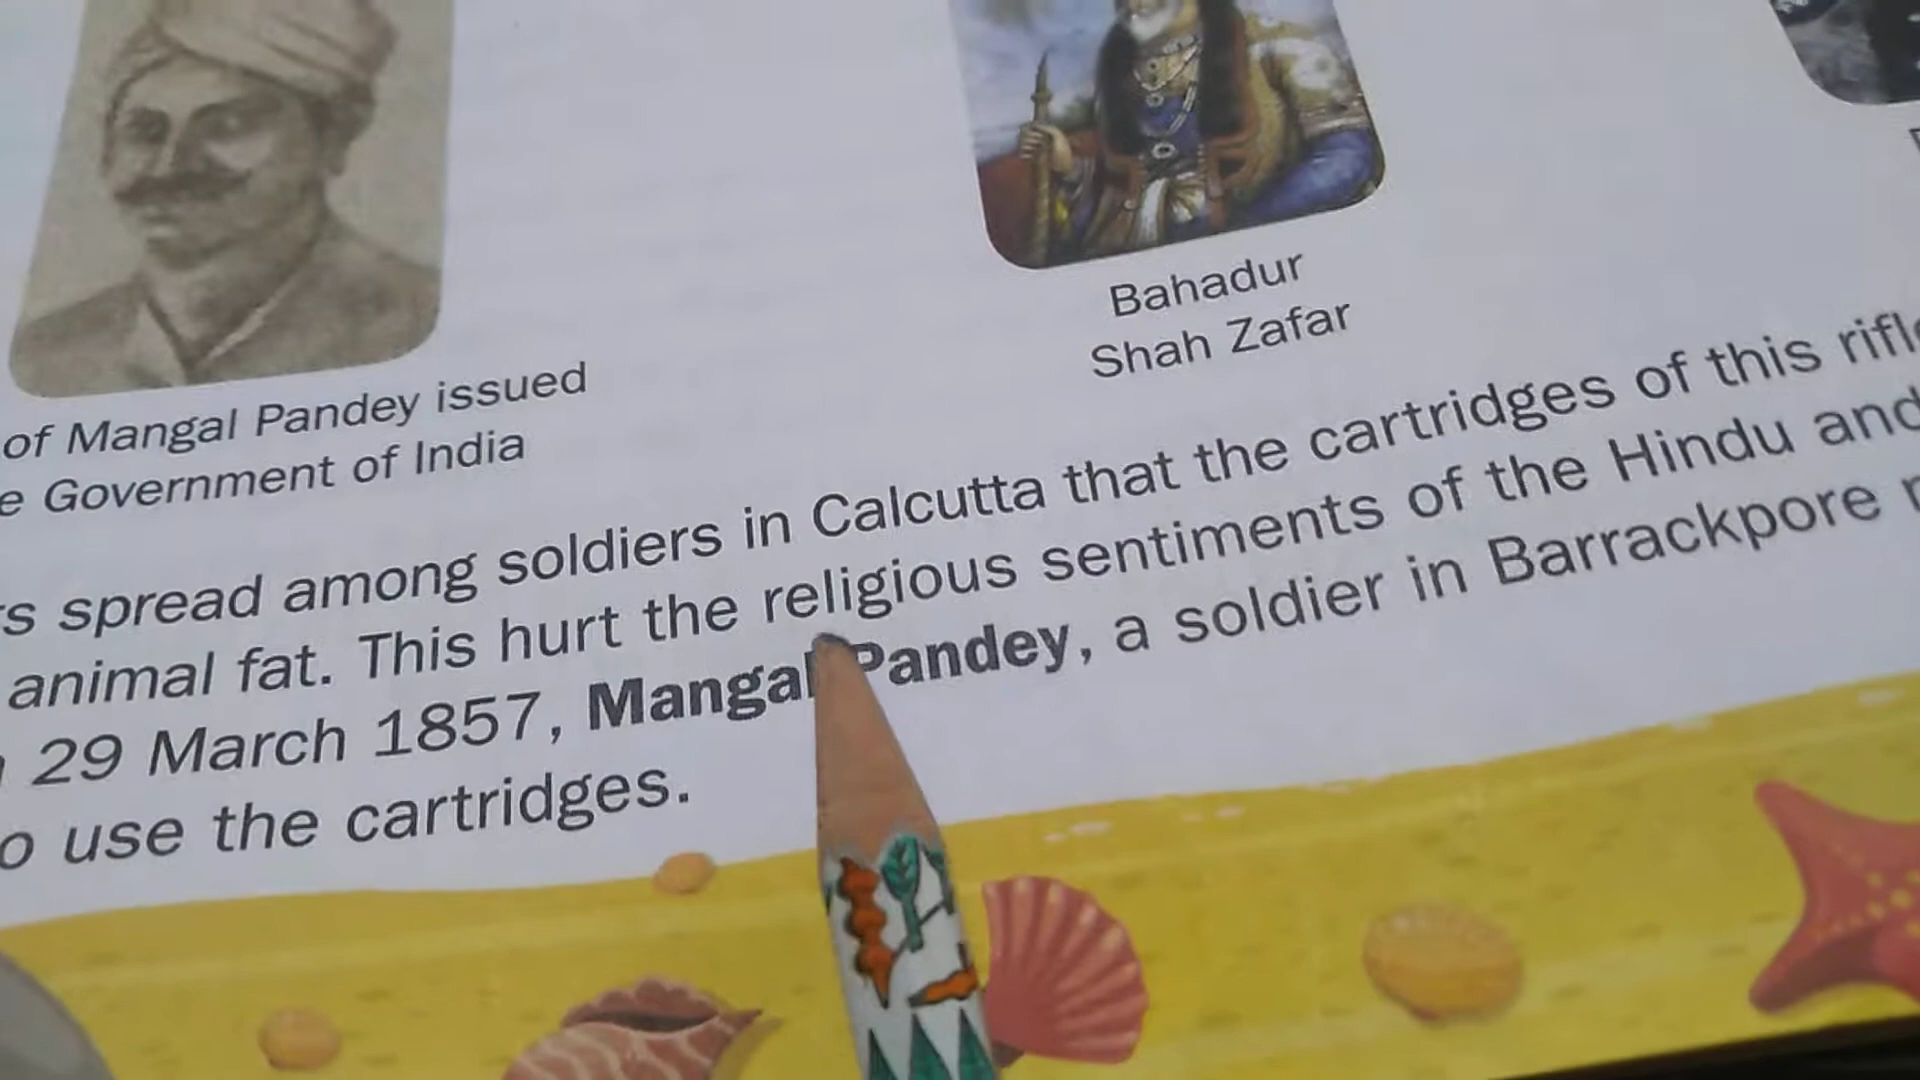 of Mangal Pandey issued
Government of India
Bahadur
Shah Zafar
spread among soldiers in Calcutta that the cartridges of this
animal fat. This hurt the religious sentiments of the Hindu and
29 March 1857, Mangal Pandey, a soldier in Barrackpore
use the cartridges.